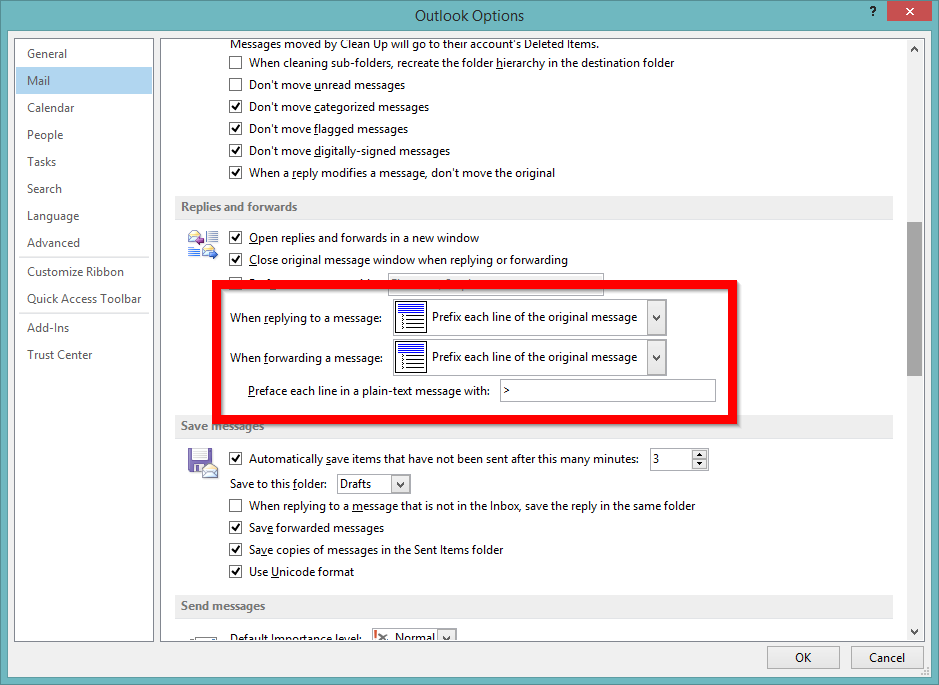 Outlook Options
?
General
Mail
Calendar
People
Tasks
Search
Language
Advanced
Customize Ribbon
Quick Access Toolbar
Add-Ins
Trust Center
Messages moved by Clean Up will go to their account's Deleted Items.
When cleaning sub-folders, recreate the folder hierarchy in the destination folder
Don't move unread messages
Don't move categorized messages
Don't move flagged messages
Don't move digitally-signed messages
When a reply modifies a message, don't move the original
Replies and forwards
Open replies and forwards in a new window
Close original message window when replying or forwarding
When replying to a message: Prefix each line of the original message
When forwarding a message: Prefix each line of the original message
Preface each line in a plain-text message with: >
Save messages
Automatically save items that have not been sent after this many minutes: 3
Save to this folder: Drafts
When replying to a message that is not in the Inbox, save the reply in the same folder
Save forwarded messages
Save copies of messages in the Sent Items folder
Use Unicode format
Send messages
Default Importance level: Normal
OK Cancel